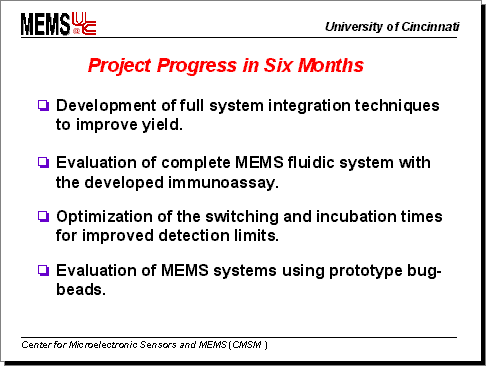 MEMS@UC
University of Cincinnati
Project Progress in Six Months
Development of full system integration techniques
to improve yield.
Evaluation of complete MEMS fluidic system with
the developed immunoassay.
Optimization of the switching and incubation times
for improved detection limits.
Evaluation of MEMS systems using prototype bug-
beads.
Center for Microelectronic Sensors and MEMS (CMSM )